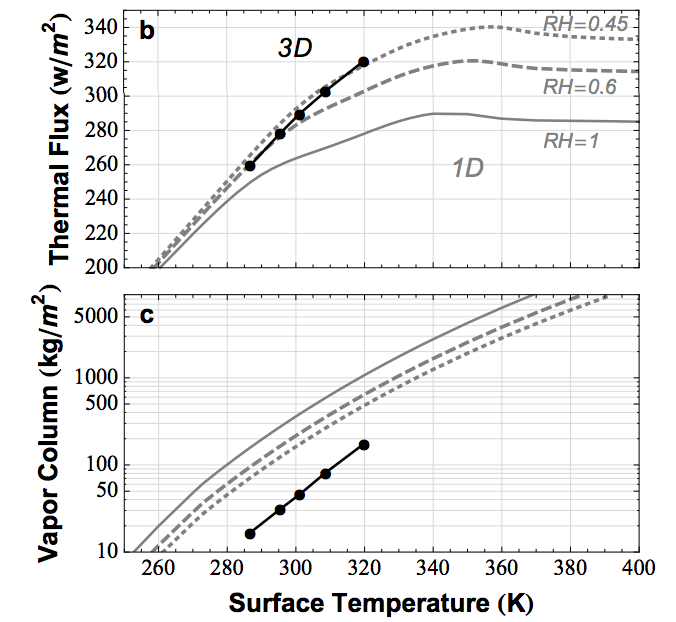 b
3D
RH=0.45
RH=0.6
RH=1
1D
Thermal Flux (w/m²)
340
320
300
280
260
240
220
200
c
Vapor Column (kg/m²)
5000
1000
500
100
50
10
260 280 300 320 340 360 380 400
Surface Temperature (K)